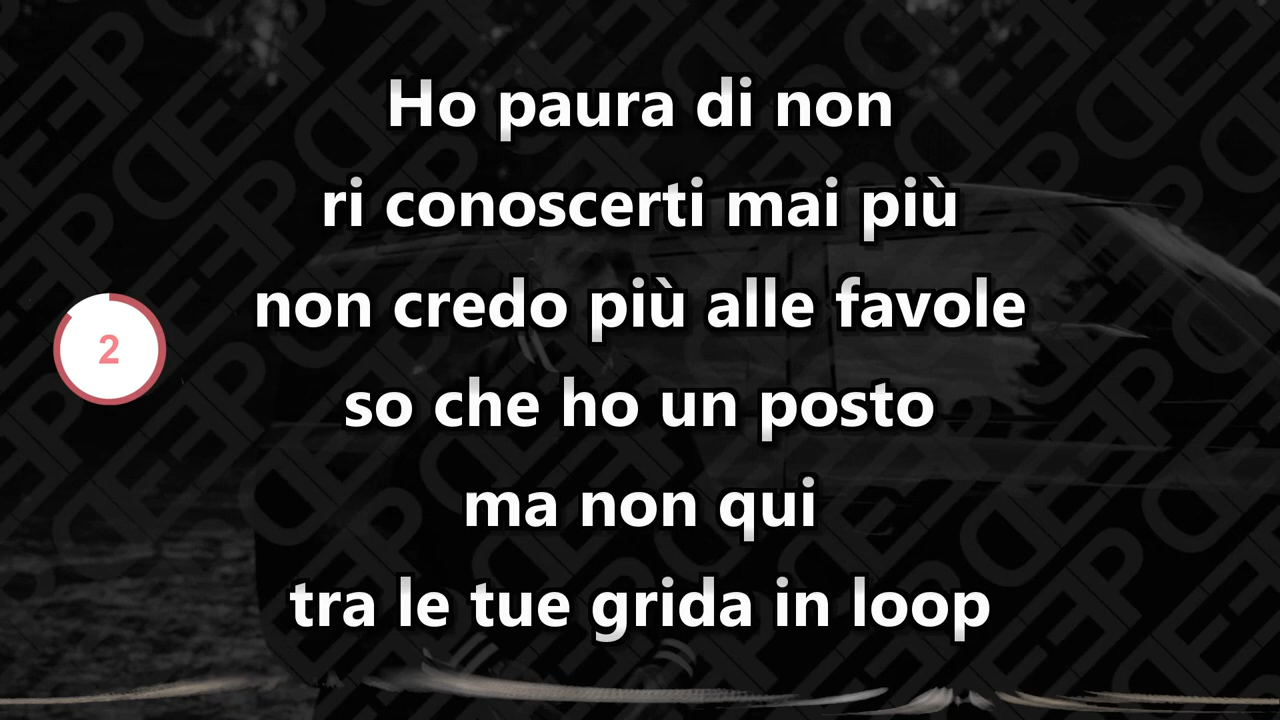 Ho paura di non
ri conoscerti mai più
non credo più alle favole
2
so che ho un posto
ma non qui
tra le tue grida in loop